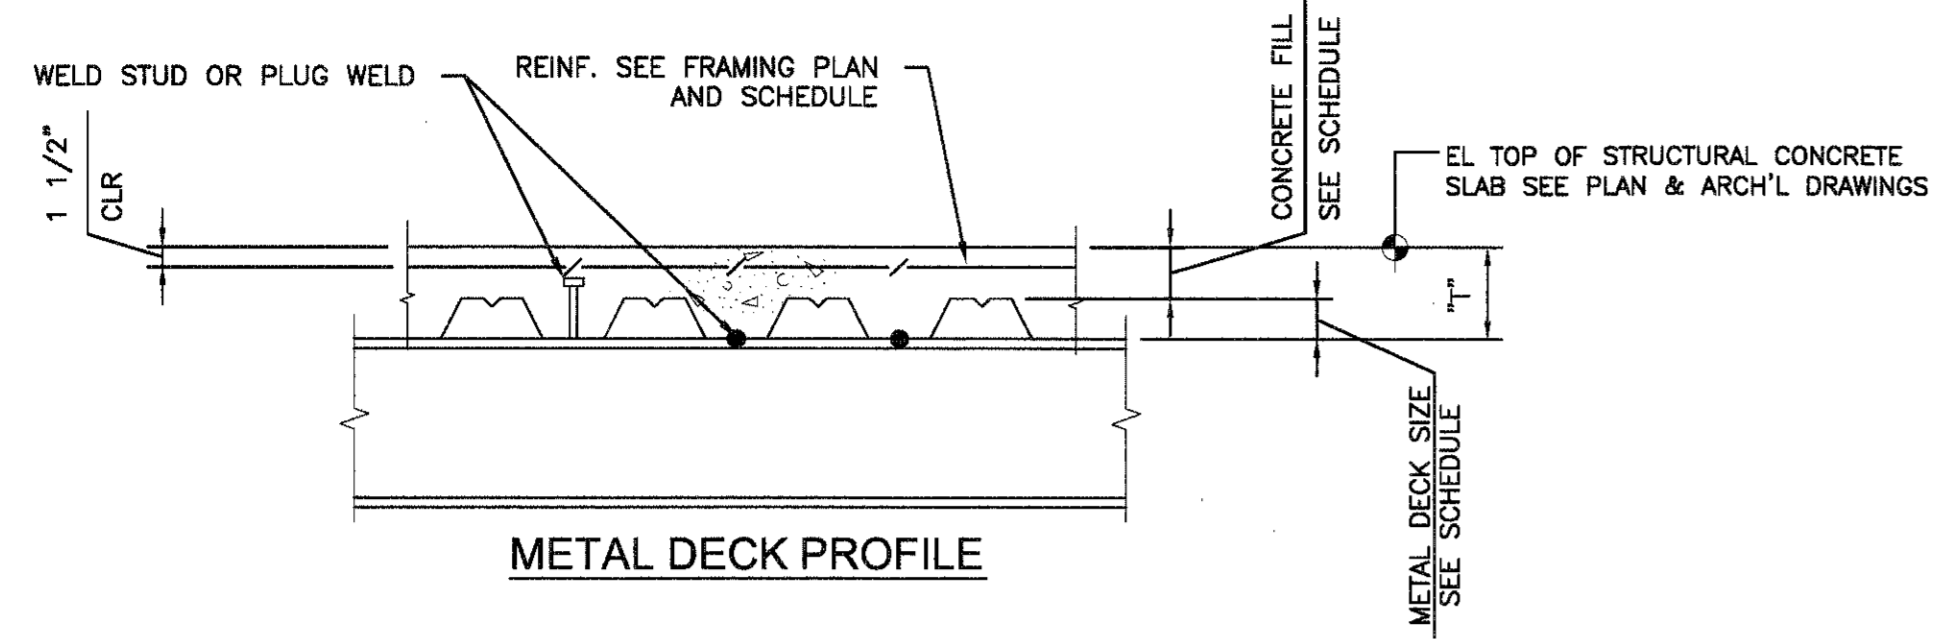 WELD STUD OR PLUG WELD
REINF. SEE FRAMING PLAN
AND SCHEDULE
1 1/2"
CLR
CONCRETE FILL
SEE SCHEDULE
EL TOP OF STRUCTURAL CONCRETE
SLAB SEE PLAN & ARCH'L DRAWINGS
"T"
METAL DECK SIZE
SEE SCHEDULE
METAL DECK PROFILE